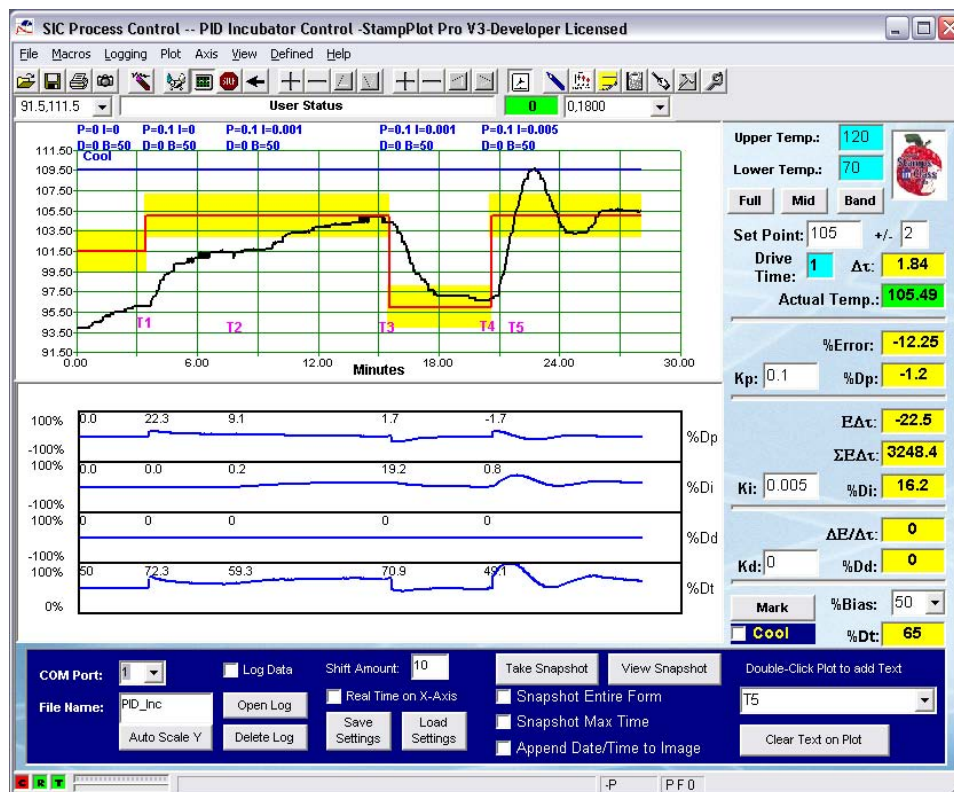 SIC Process Control -- PID Incubator Control -StampPlot Pro V3-Developer Licensed
File Macros Logging Plot Axis View Defined Help
91.5,111.5 User Status 0 0,1800
P=0 I=0 P=0.1 I=0 P=0.1 I=0.001 P=0.1 I=0.001 P=0.1 I=0.005
D=0 B=50 D=0 B=50 D=0 B=50 D=0 B=50 D=0 B=50
111.50 Cool
109.50
107.50
105.50
103.50
101.50
99.50
97.50
95.50
93.50
91.50
T1 T2 T3 T4 T5
0.00 6.00 12.00 18.00 24.00 30.00
Minutes
Upper Temp.: 120
Lower Temp.: 70
Stamps in Class
Full Mid Band
Set Point: 105 +/- 2
Drive Time: 1 Δτ: 1.84
Actual Temp.: 105.49
%Error: -12.25
Kp: 0.1 %Dp: -1.2
EΔτ: -22.5
ΣEΔτ: 3248.4
Ki: 0.005 %Di: 16.2
ΔE/Δτ: 0
Kd: 0 %Dd: 0
Mark %Bias: 50
Cool %Dt: 65
100% 0.0 22.3 9.1 1.7 -1.7
-100% %Dp
100% 0.0 0.0 0.2 19.2 0.8
-100% %Di
100% 0 0 0 0 0
-100% %Dd
100% 50 72.3 59.3 70.9 49.1
0% %Dt
COM Port: 1 Log Data Shift Amount: 10 Take Snapshot View Snapshot Double-Click Plot to add Text
Real Time on X-Axis Snapshot Entire Form
File Name: PID_Inc Open Log Snapshot Max Time T5
Auto Scale Y Delete Log Save Settings Load Settings Append Date/Time to Image Clear Text on Plot
C R T -P P F 0